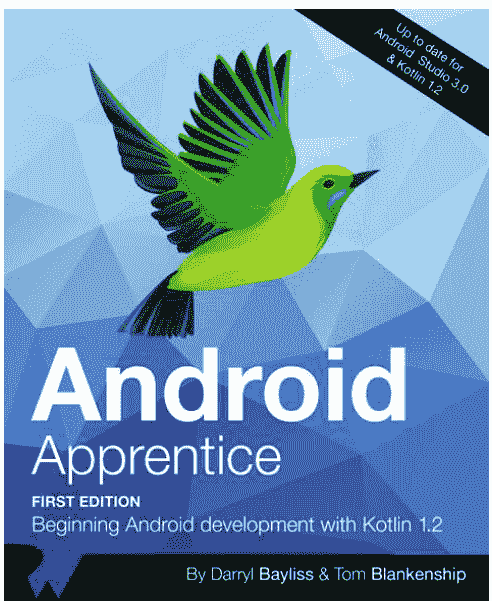 Up to date for
Android Studio 3.0
& Kotlin 1.2
Android
Apprentice
FIRST EDITION
Beginning Android development with Kotlin 1.2
By Darryl Bayliss & Tom Blankenship